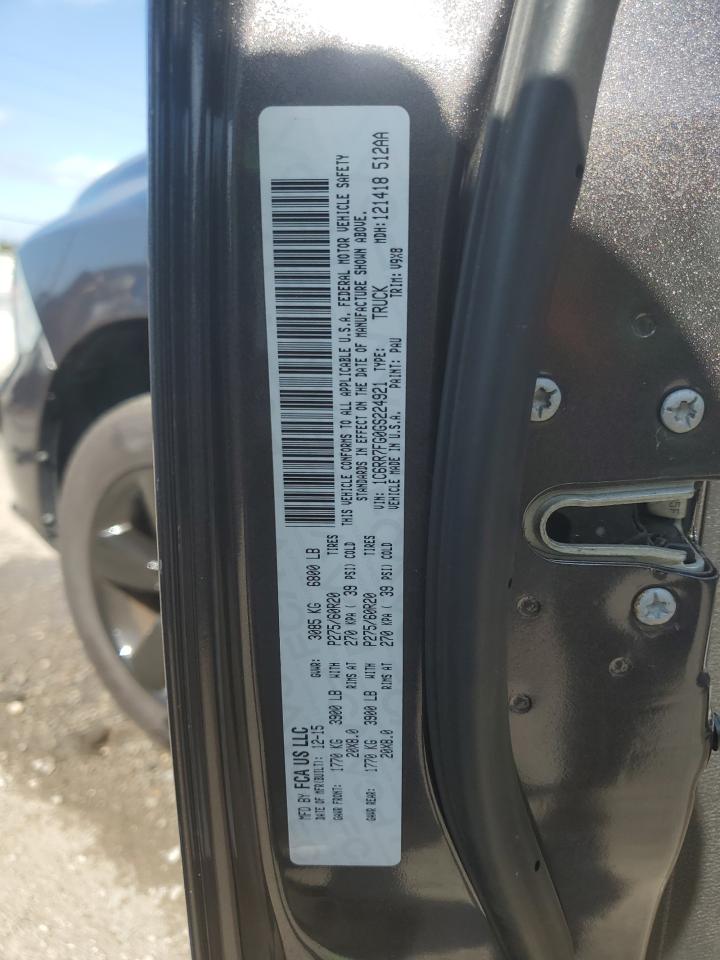 MFD BY FCA US LLC
DATE OF MFR(BUILT): 12-15 GVWR: 3085 KG 6800 LB
GAWR FRONT: 1770 KG 3900 LB WITH P275/60R20 TIRES
20X8.0 RIMS AT 270 KPA ( 39 PSI) COLD
GAWR REAR: 1770 KG 3900 LB WITH P275/60R20 TIRES
20X8.0 RIMS AT 270 KPA ( 39 PSI) COLD
THIS VEHICLE CONFORMS TO ALL APPLICABLE U.S.A. FEDERAL MOTOR VEHICLE SAFETY
STANDARDS IN EFFECT ON THE DATE OF MANUFACTURE SHOWN ABOVE.
VIN: 1C6RR7FG0GS224921 TYPE: TRUCK MDH:121418 512AA
VEHICLE MADE IN U.S.A. PAINT: PAU TRIM: V9X8